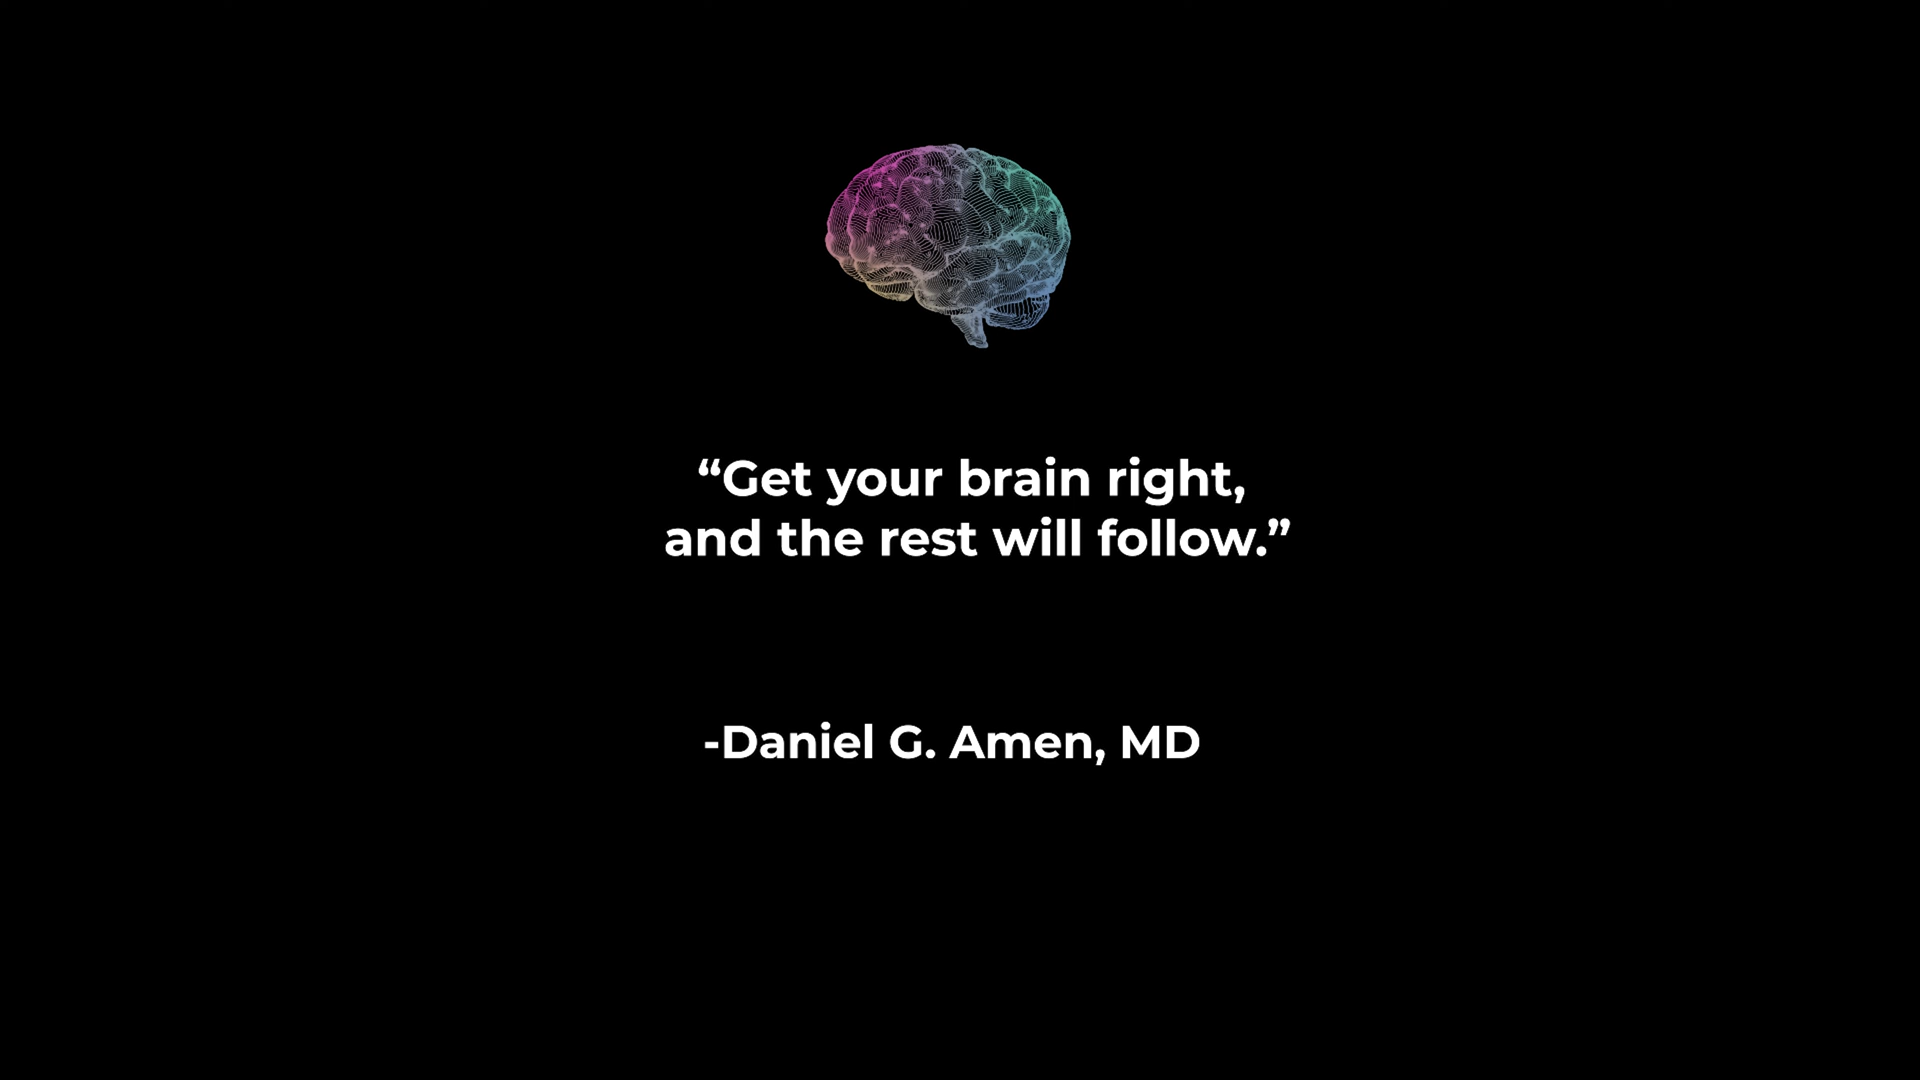 “Get your brain right,
and the rest will follow.”
-Daniel G. Amen, MD